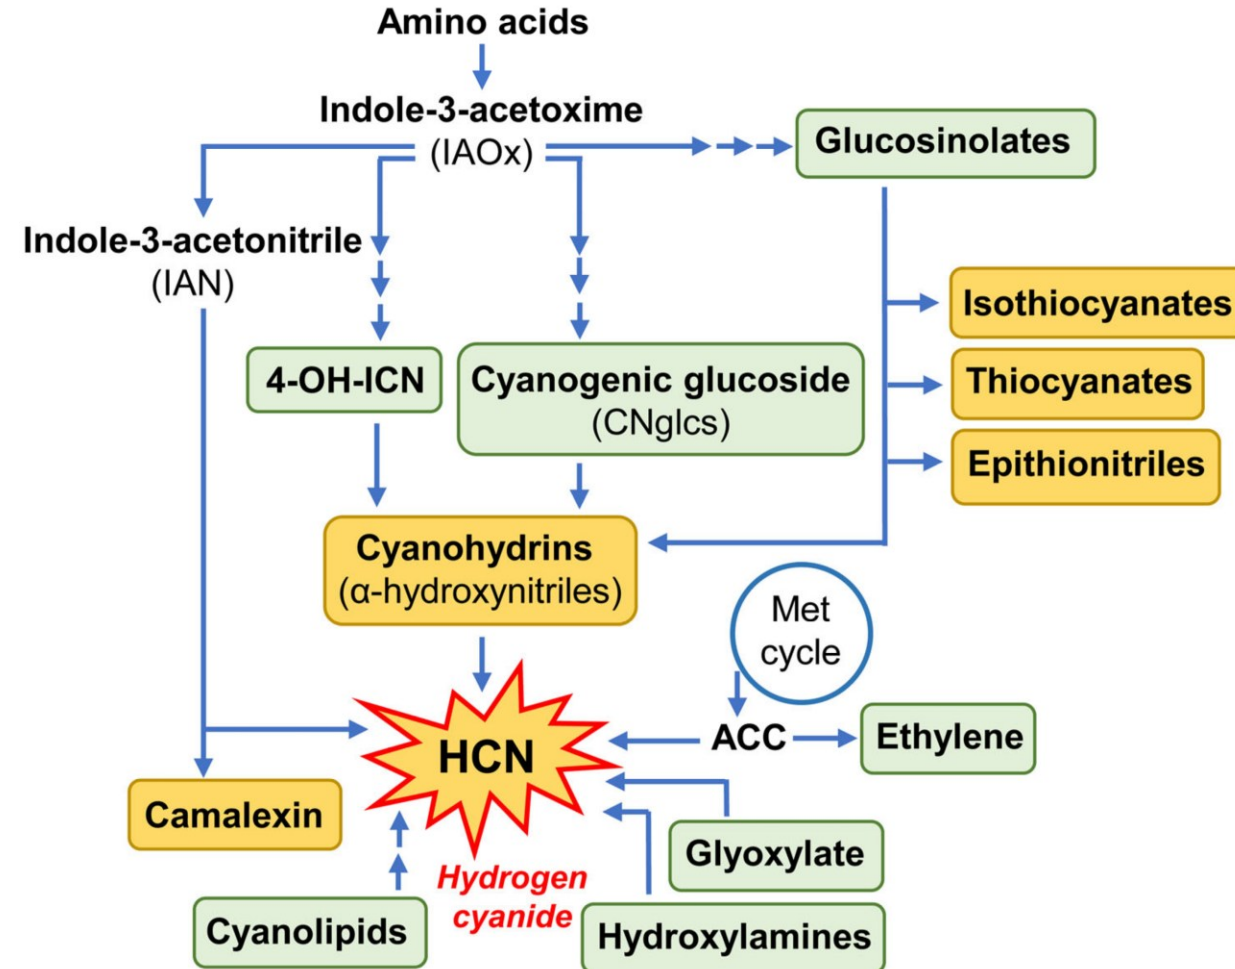 Amino acids
Indole-3-acetoxime
(IAOx)
Glucosinolates
Indole-3-acetonitrile
(IAN)
Isothiocyanates
4-OH-ICN
Cyanogenic glucoside
(CNglcs)
Thiocyanates
Epithionitriles
Cyanohydrins
(α-hydroxynitriles)
Met
cycle
HCN
ACC
Ethylene
Camalexin
Glyoxylate
Hydrogen
cyanide
Cyanolipids
Hydroxylamines